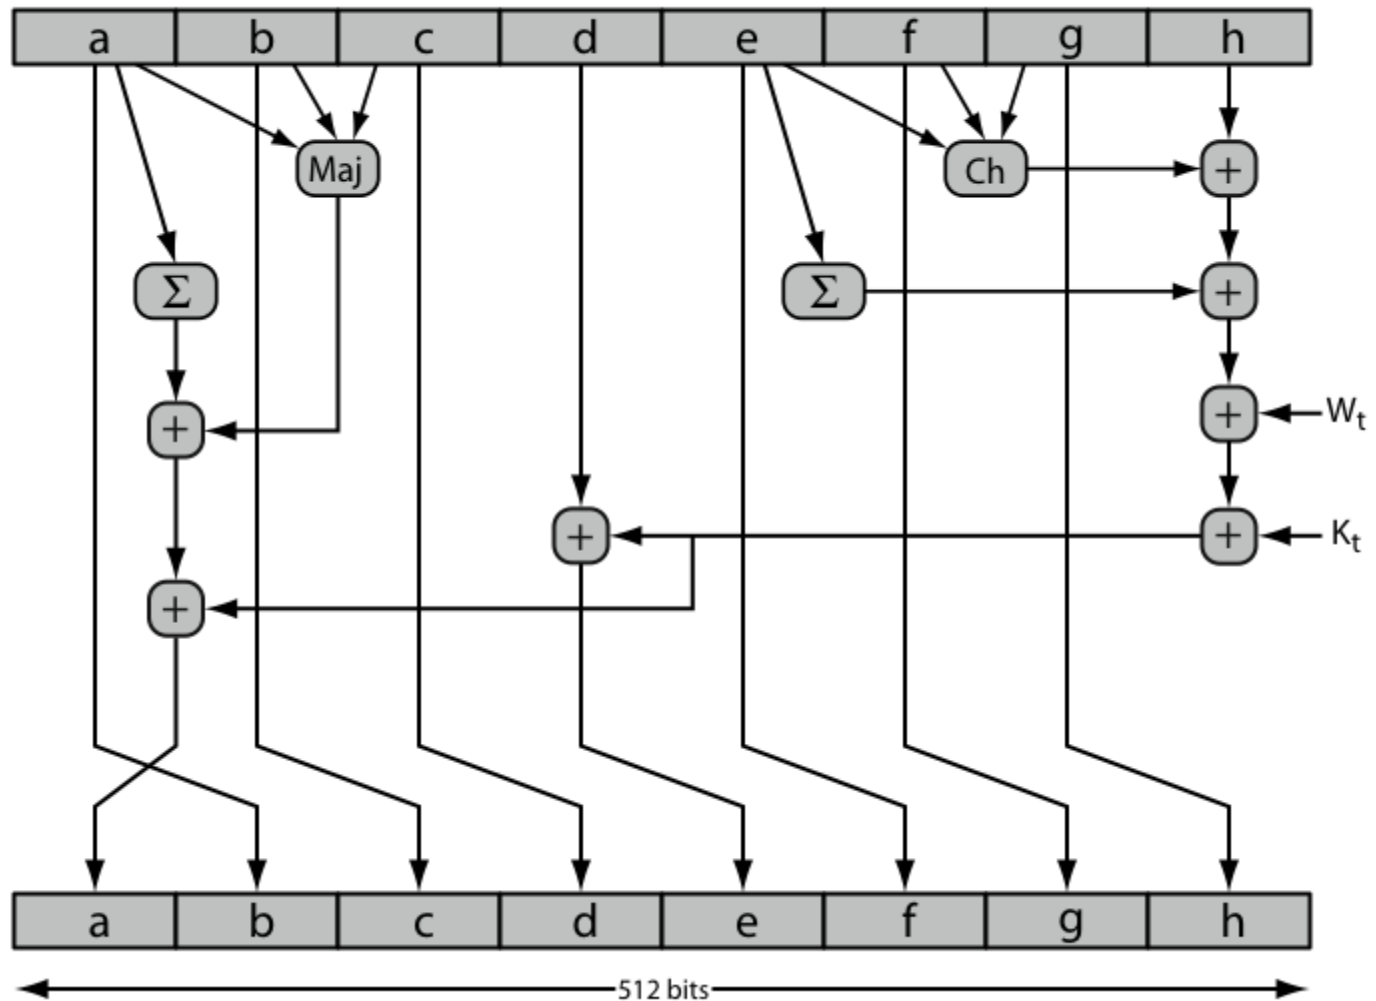 a b c d e f g h
Maj Ch +
Σ Σ +
+ + Wt
+ + Kt
+
a b c d e f g h
512 bits